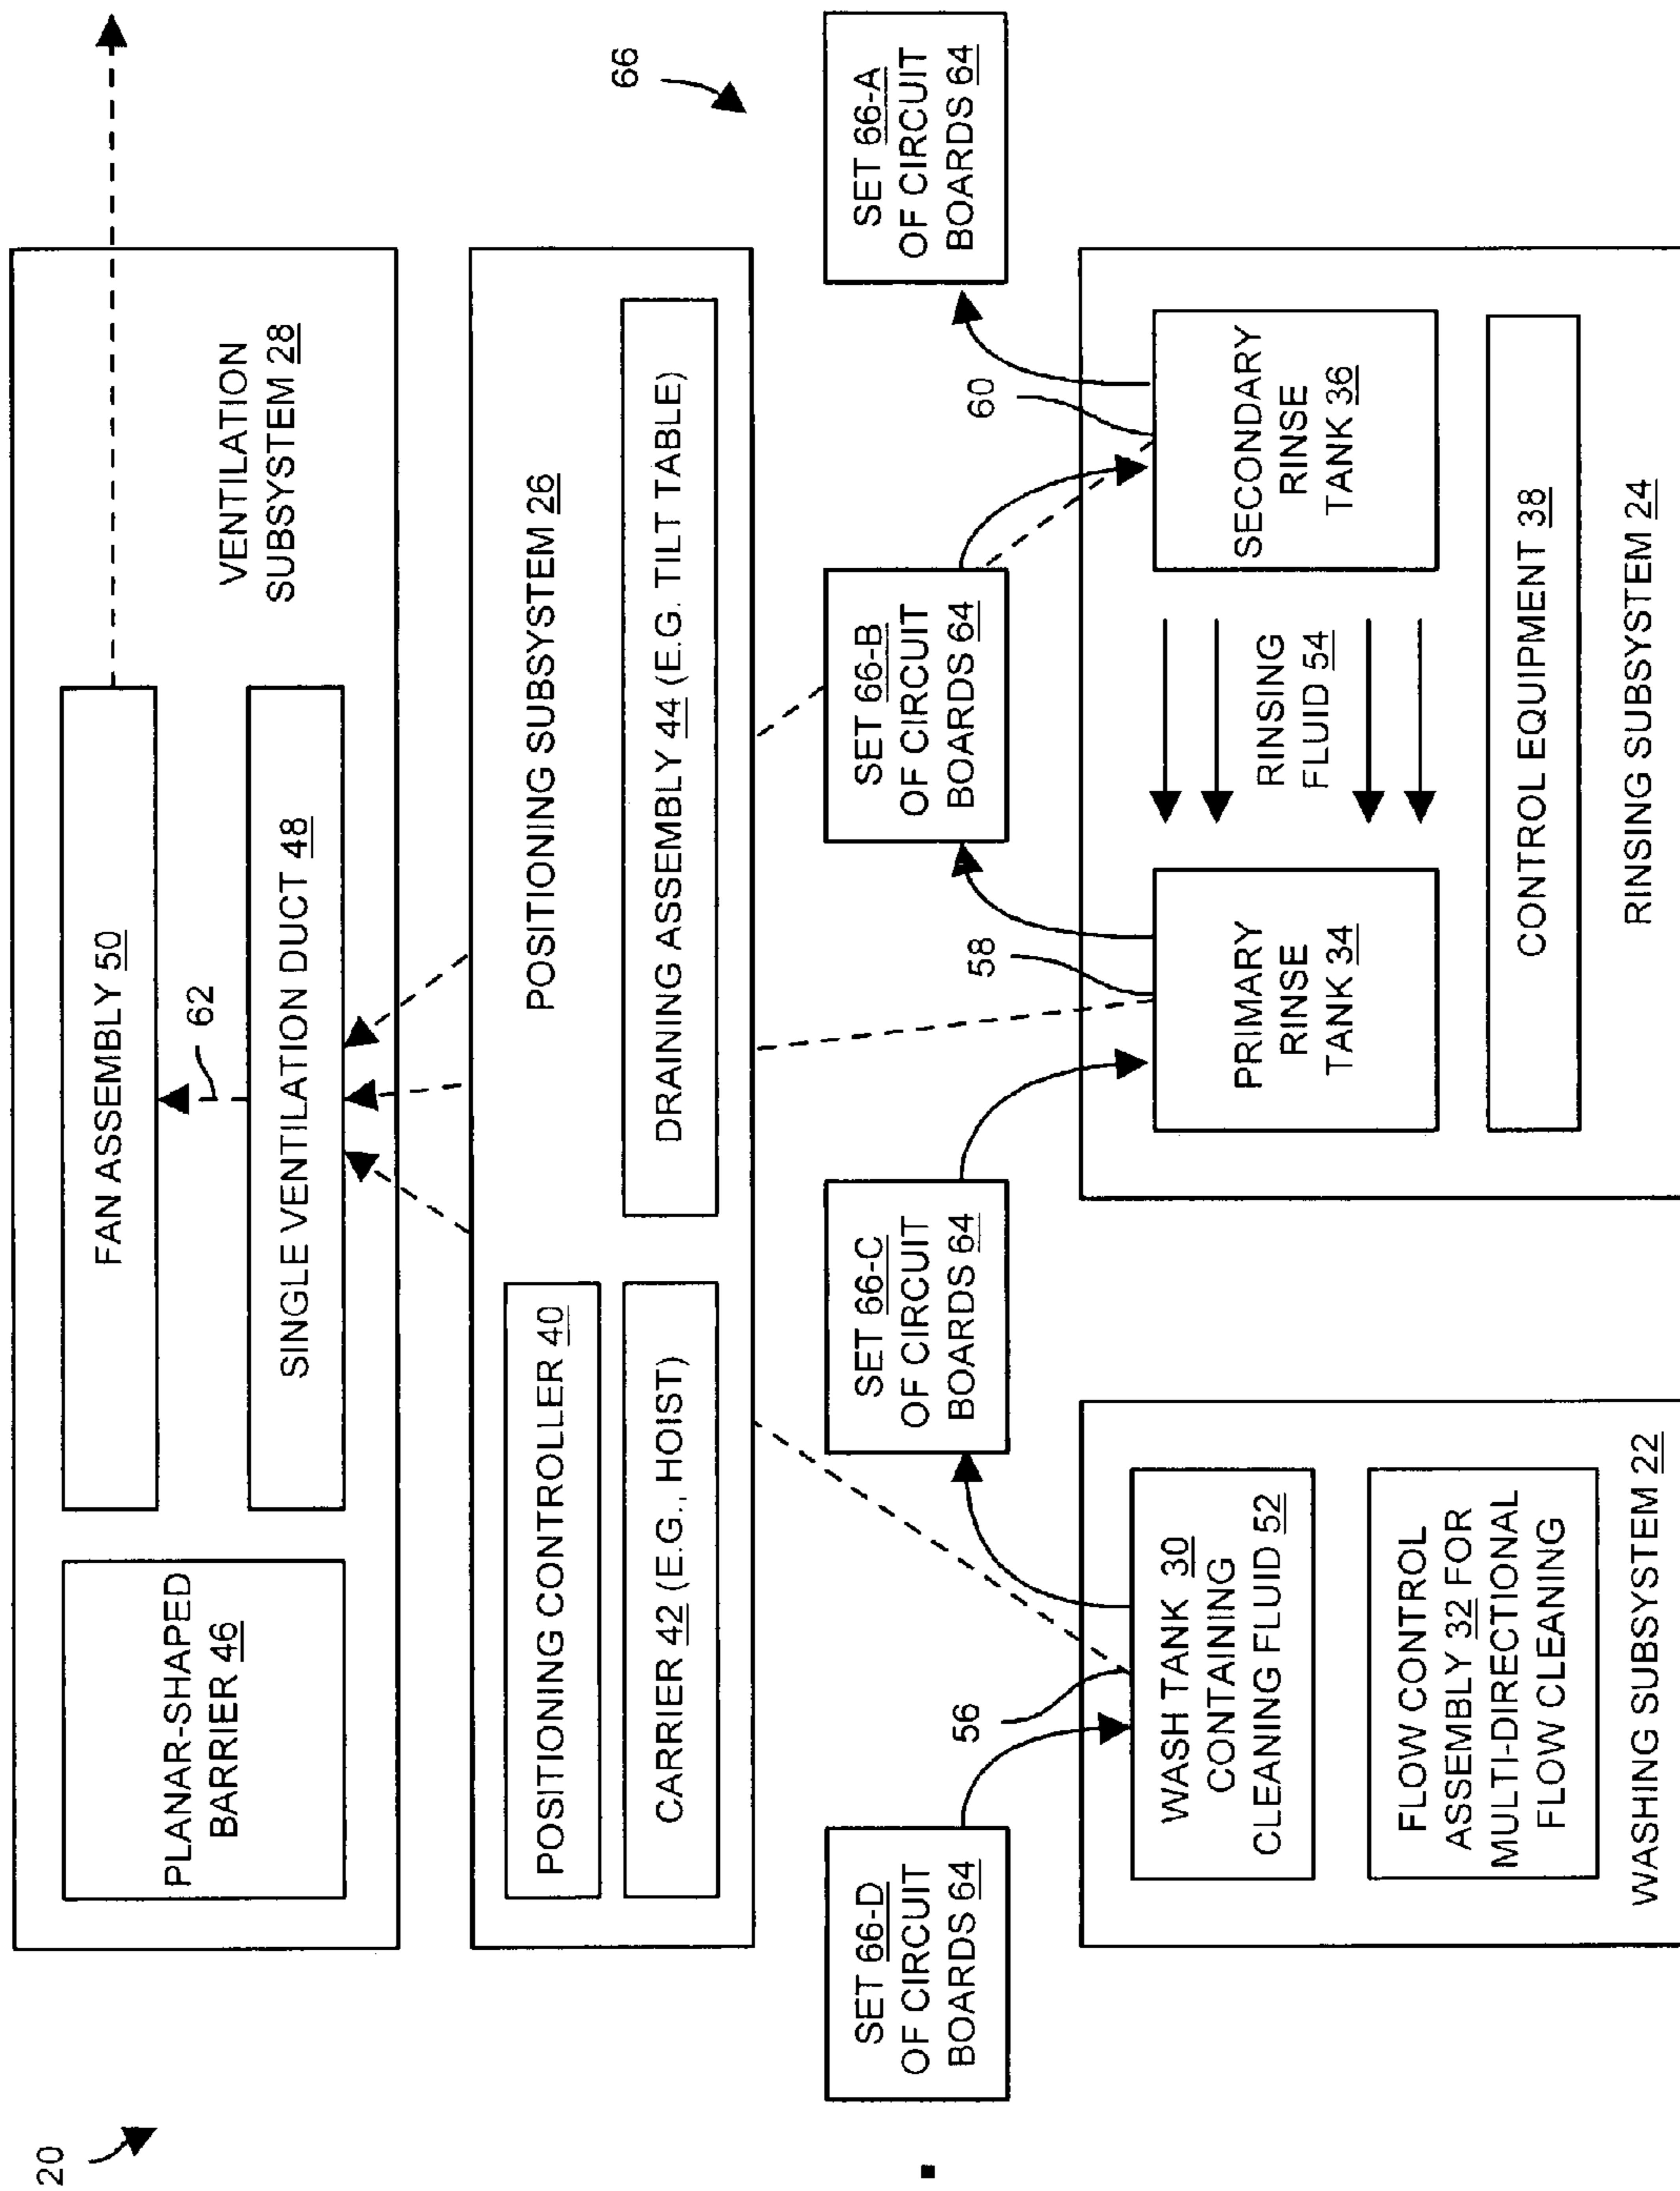 20
PLANAR-SHAPED
BARRIER 46
FAN ASSEMBLY 50
62
SINGLE VENTILATION DUCT 48
VENTILATION
SUBSYSTEM 28
POSITIONING CONTROLLER 40
CARRIER 42 (E.G., HOIST)
POSITIONING SUBSYSTEM 26
DRAINING ASSEMBLY 44 (E.G. TILT TABLE)
66
SET 66-D
OF CIRCUIT
BOARDS 64
SET 66-C
OF CIRCUIT
BOARDS 64
SET 66-B
OF CIRCUIT
BOARDS 64
SET 66-A
OF CIRCUIT
BOARDS 64
56
58
60
WASH TANK 30
CONTAINING
CLEANING FLUID 52
FLOW CONTROL
ASSEMBLY 32 FOR
MULTI-DIRECTIONAL
FLOW CLEANING
WASHING SUBSYSTEM 22
PRIMARY
RINSE
TANK 34
RINSING
FLUID 54
SECONDARY
RINSE
TANK 36
CONTROL EQUIPMENT 38
RINSING SUBSYSTEM 24